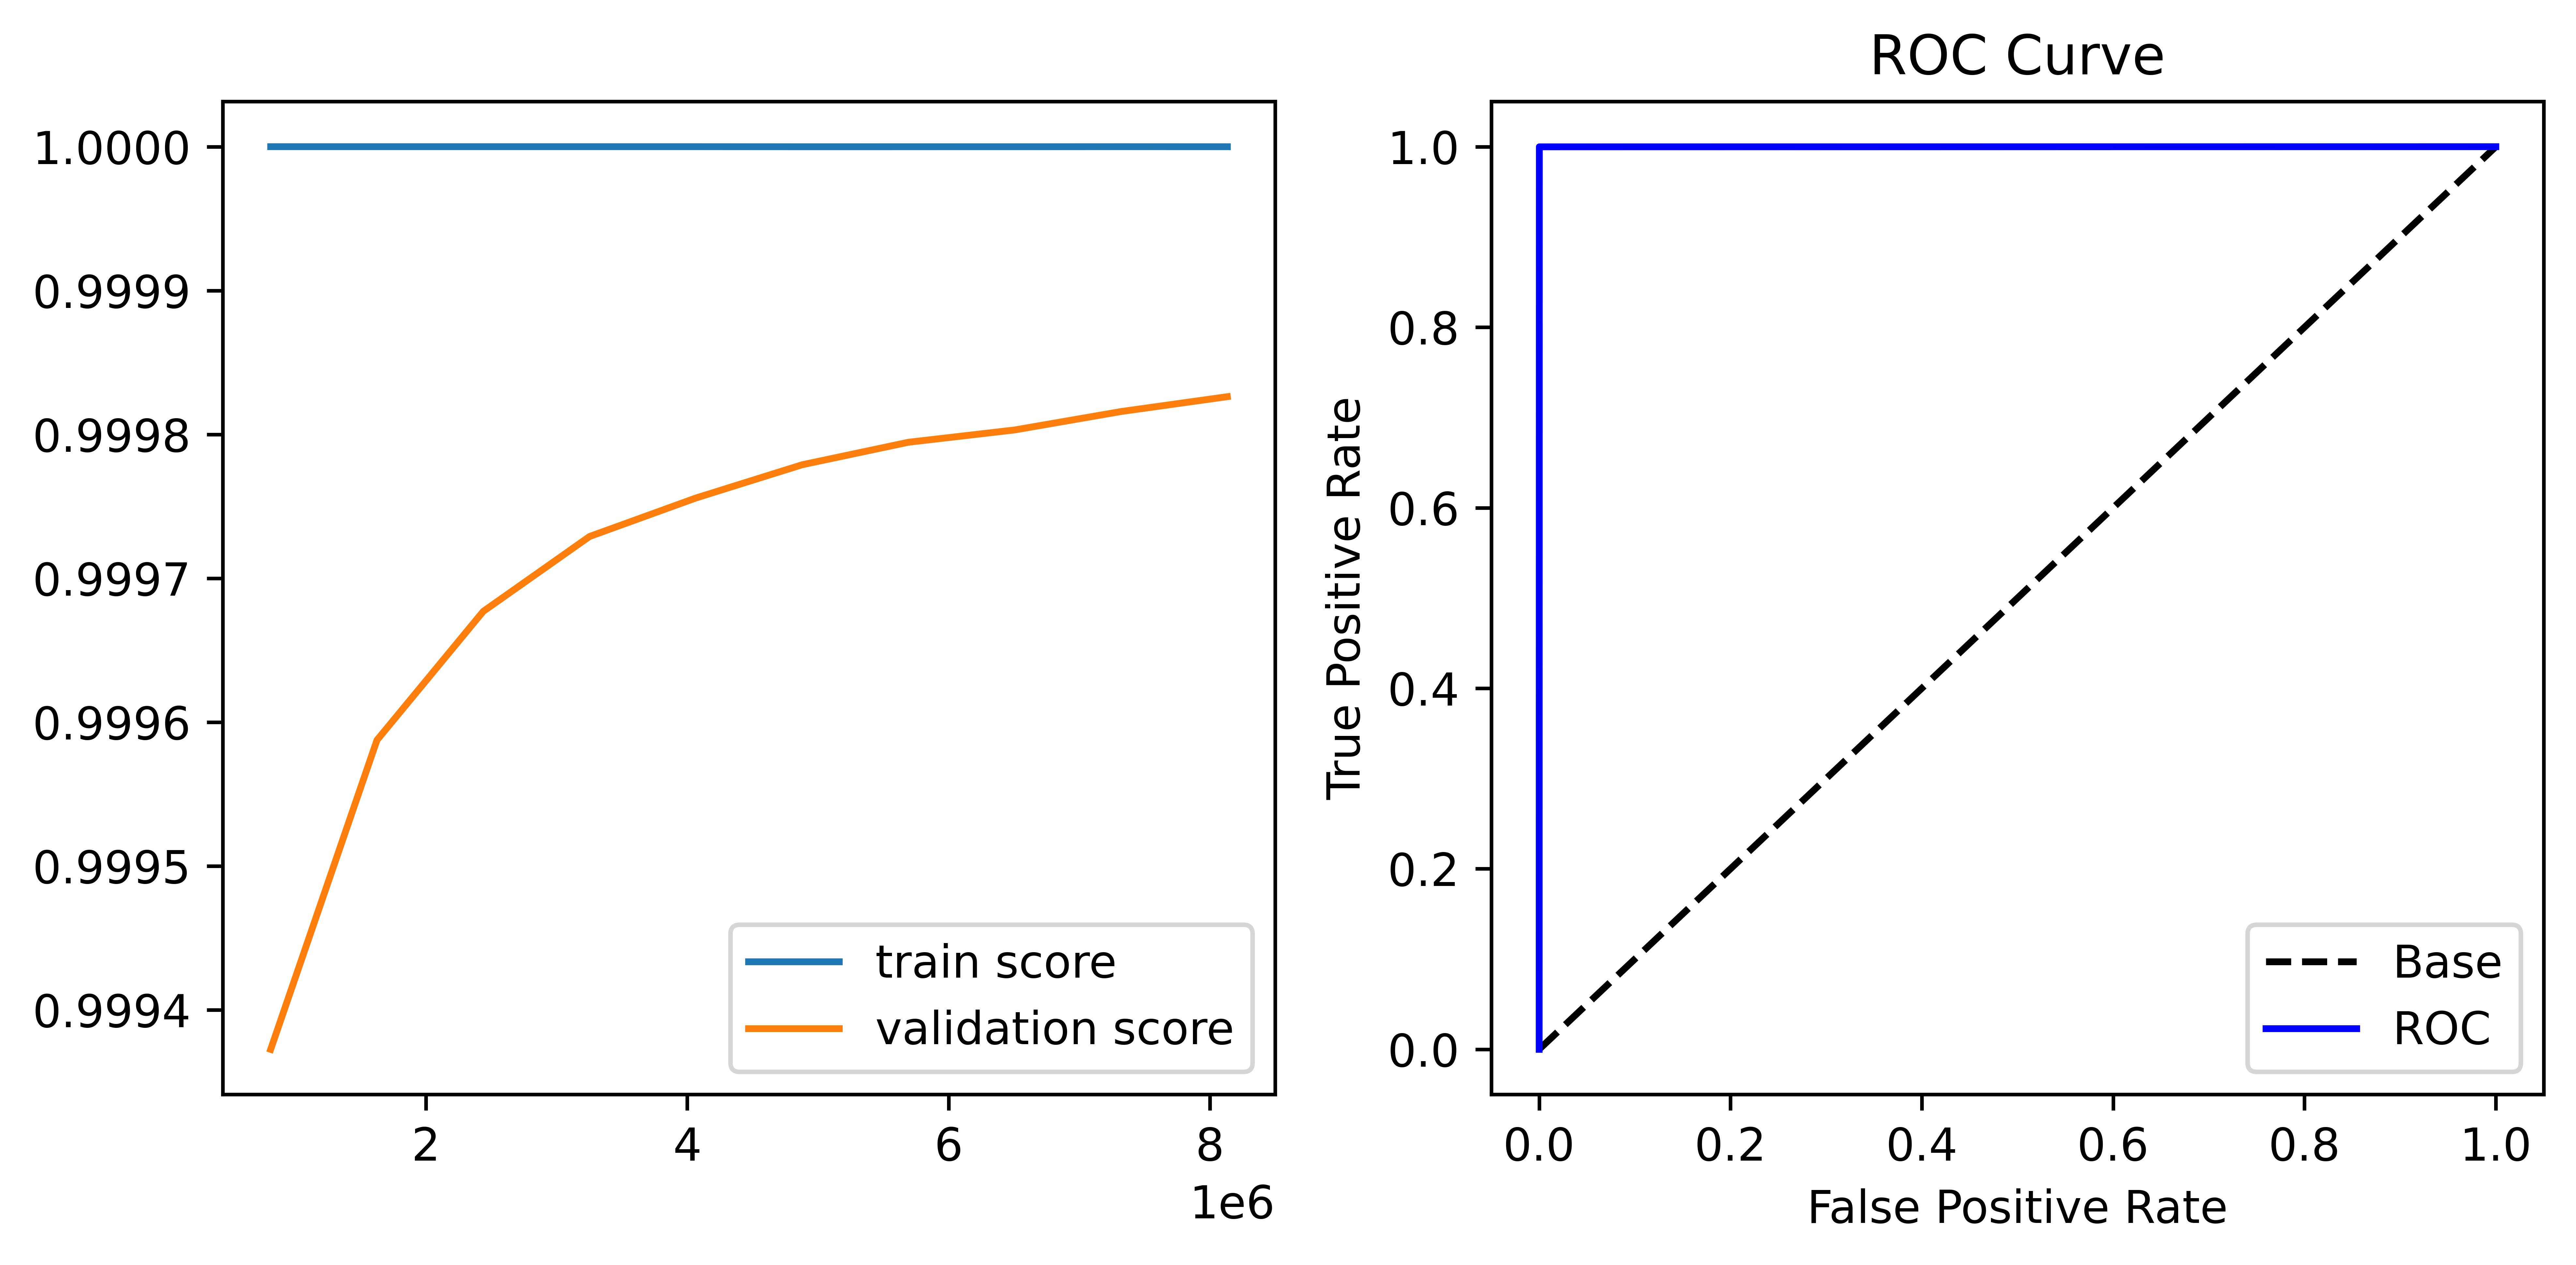 1.0000
0.9999
0.9998
0.9997
0.9996
0.9995
0.9994
2 4 6 8
1e6
train score
validation score
ROC Curve
True Positive Rate
1.0
0.8
0.6
0.4
0.2
0.0
0.0 0.2 0.4 0.6 0.8 1.0
False Positive Rate
Base
ROC